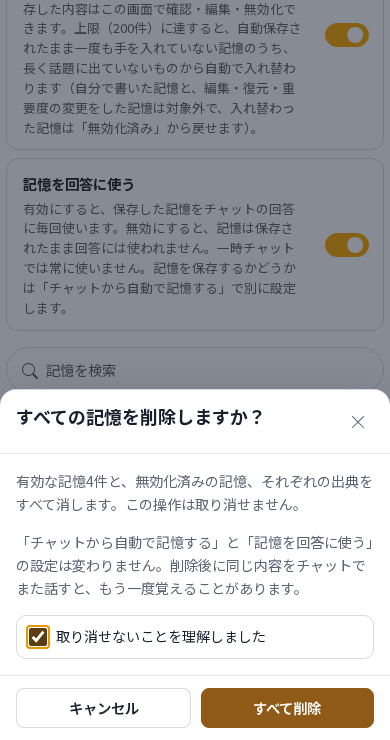 存した内容はこの画面で確認・編集・無効化で
きます。上限（200件）に達すると、自動保存さ
れたまま一度も手を入れていない記憶のうち、
長く話題に出ていないものから自動で入れ替わ
ります（自分で書いた記憶と、編集・復元・重
要度の変更をした記憶は対象外で、入れ替わっ
た記憶は「無効化済み」から戻せます）。
記憶を回答に使う
有効にすると、保存した記憶をチャットの回答
に毎回使います。無効にすると、記憶は保存さ
れたまま回答には使われません。一時チャット
では常に使いません。記憶を保存するかどうか
は「チャットから自動で記憶する」で別に設定
します。
記憶を検索
すべての記憶を削除しますか？
有効な記憶4件と、無効化済みの記憶、それぞれの出典を
すべて消します。この操作は取り消せません。
「チャットから自動で記憶する」と「記憶を回答に使う」
の設定は変わりません。削除後に同じ内容をチャットで
また話すと、もう一度覚えることがあります。
取り消せないことを理解しました
キャンセル
すべて削除